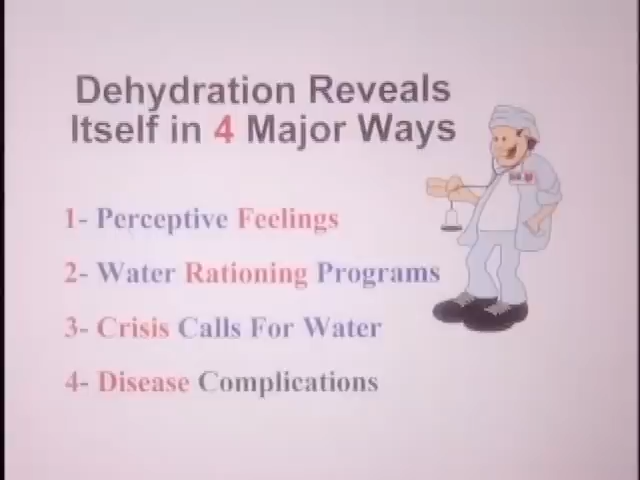 Dehydration Reveals
Itself in 4 Major Ways
1- Perceptive Feelings
2- Water Rationing Programs
3- Crisis Calls For Water
4- Disease Complications